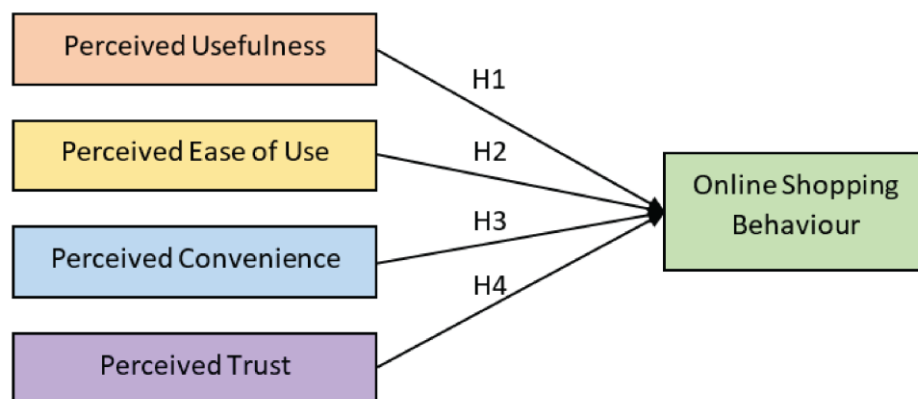 Perceived Usefulness
H1
Perceived Ease of Use
H2
Online Shopping
Behaviour
H3
Perceived Convenience
H4
Perceived Trust